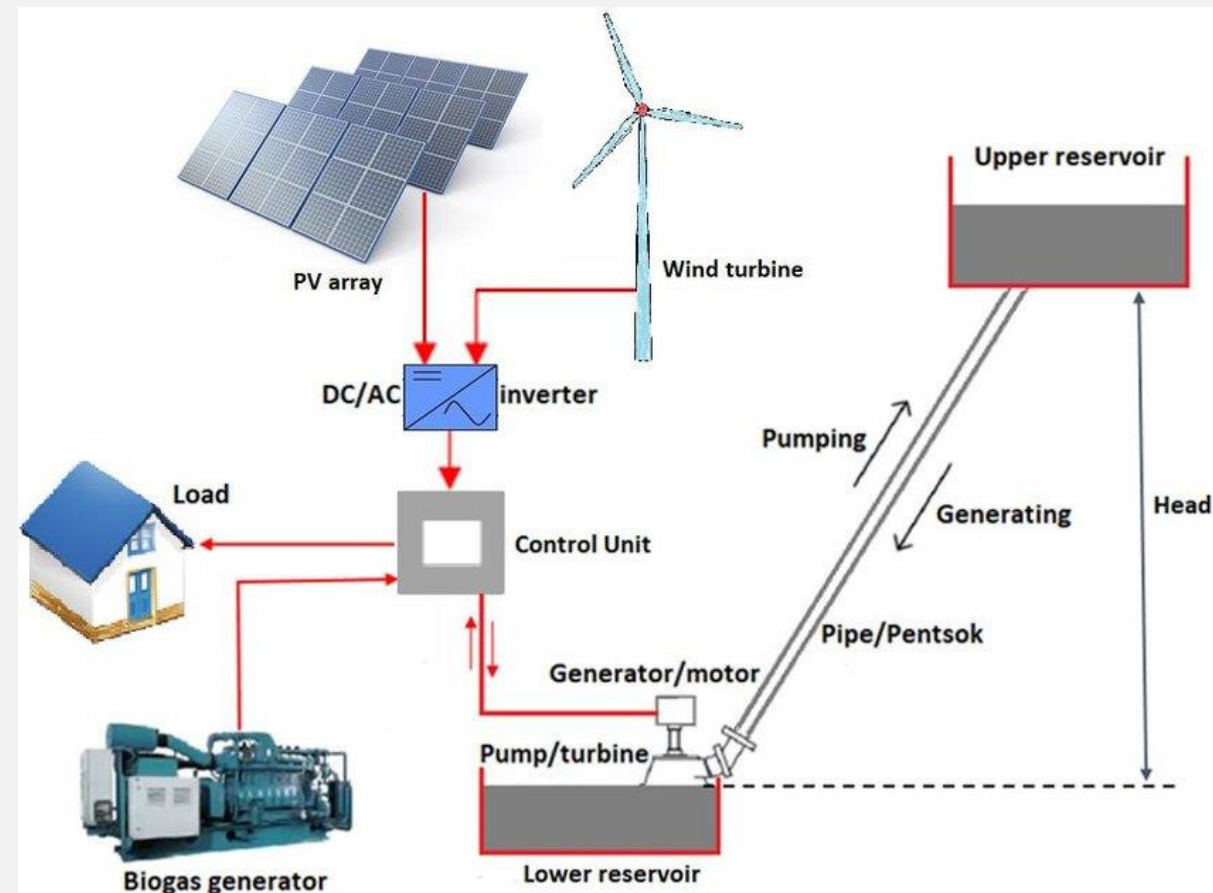 Upper reservoir
PV array
Wind turbine
DC/AC
inverter
Pumping
Load
Generating
Head
Control Unit
Pipe/Pentsok
Generator/motor
Pump/turbine
Lower reservoir
Biogas generator